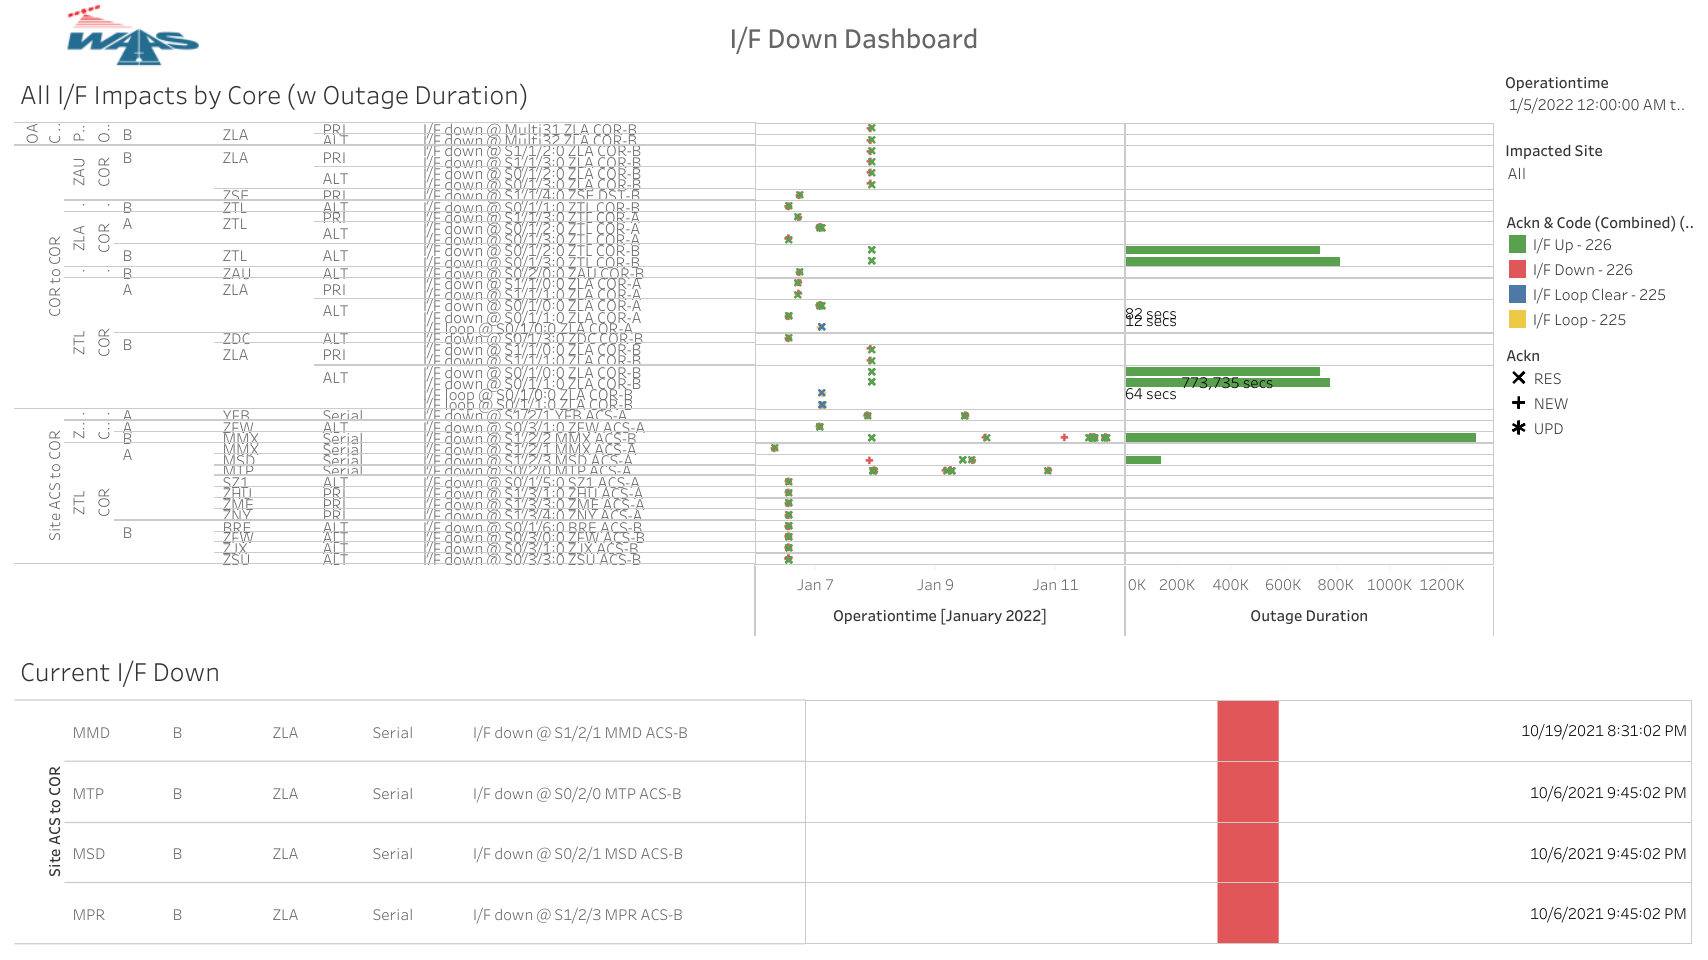 WAAS
I/F Down Dashboard
All I/F Impacts by Core (w Outage Duration)
Operationtime
1/5/2022 12:00:00 AM t..
Impacted Site
All
Ackn & Code (Combined) (..
I/F Up - 226
I/F Down - 226
I/F Loop Clear - 225
I/F Loop - 225
Ackn
RES
NEW
UPD
OA C.. P.. O.. B ZLA PRI I/F down @ Multi31 ZLA COR-B
ALT I/F down @ Multi32 ZLA COR-B
COR to COR
ZAU COR B ZLA PRI I/F down @ S1/1/2:0 ZLA COR-B
I/F down @ S1/1/3:0 ZLA COR-B
ALT I/F down @ S0/1/2:0 ZLA COR-B
I/F down @ S0/1/3:0 ZLA COR-B
ZSE PRI I/F down @ S1/1/4:0 ZSE DST-B
. . B ZTL ALT I/F down @ S0/1/1:0 ZTL COR-B
ZLA COR A ZTL PRI I/F down @ S1/1/3:0 ZTL COR-A
ALT I/F down @ S0/1/2:0 ZTL COR-A
I/F down @ S0/1/3:0 ZTL COR-A
B ZTL ALT I/F down @ S0/1/2:0 ZTL COR-B
I/F down @ S0/1/3:0 ZTL COR-B
. . B ZAU ALT I/F down @ S0/2/0:0 ZAU COR-B
ZTL COR A ZLA PRI I/F down @ S1/1/0:0 ZLA COR-A
I/F down @ S1/1/1:0 ZLA COR-A
ALT I/F down @ S0/1/0:0 ZLA COR-A
I/F down @ S0/1/1:0 ZLA COR-A
82 secs
I/F loop @ S0/1/0:0 ZLA COR-A
12 secs
B ZDC ALT I/F down @ S0/1/3:0 ZDC COR-B
ZLA PRI I/F down @ S1/1/0:0 ZLA COR-B
I/F down @ S1/1/1:0 ZLA COR-B
ALT I/F down @ S0/1/0:0 ZLA COR-B
I/F down @ S0/1/1:0 ZLA COR-B
773,735 secs
I/F loop @ S0/1/0:0 ZLA COR-B
64 secs
I/F loop @ S0/1/1:0 ZLA COR-B
Site ACS to COR
Z... C... A YFB Serial I/F down @ S1/2/1 YFB ACS-A
A ZFW ALT I/F down @ S0/3/1:0 ZFW ACS-A
B MMX Serial I/F down @ S1/2/2 MMX ACS-B
ZTL COR A MMX Serial I/F down @ S1/2/1 MMX ACS-A
MSD Serial I/F down @ S1/2/3 MSD ACS-A
MTP Serial I/F down @ S0/2/0 MTP ACS-A
SZ1 ALT I/F down @ S0/1/5:0 SZ1 ACS-A
ZHU PRI I/F down @ S1/3/1:0 ZHU ACS-A
ZME PRI I/F down @ S1/3/3:0 ZME ACS-A
ZNY PRI I/F down @ S1/3/4:0 ZNY ACS-A
B BRE ALT I/F down @ S0/1/6:0 BRE ACS-B
ZFW ALT I/F down @ S0/3/0:0 ZFW ACS-B
ZJX ALT I/F down @ S0/3/1:0 ZJX ACS-B
ZSU ALT I/F down @ S0/3/3:0 ZSU ACS-B
Jan 7 Jan 9 Jan 11 0K 200K 400K 600K 800K 1000K 1200K
Operationtime [January 2022] Outage Duration
Current I/F Down
Site ACS to COR
MMD B ZLA Serial I/F down @ S1/2/1 MMD ACS-B 10/19/2021 8:31:02 PM
MTP B ZLA Serial I/F down @ S0/2/0 MTP ACS-B 10/6/2021 9:45:02 PM
MSD B ZLA Serial I/F down @ S0/2/1 MSD ACS-B 10/6/2021 9:45:02 PM
MPR B ZLA Serial I/F down @ S1/2/3 MPR ACS-B 10/6/2021 9:45:02 PM